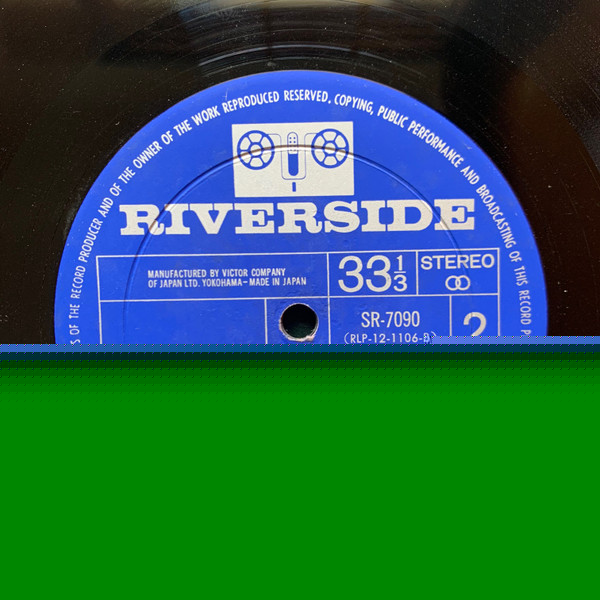 S OF THE RECORD PRODUCER AND OF THE OWNER OF THE WORK REPRODUCED RESERVED. COPYING, PUBLIC PERFORMANCE AND BROADCASTING OF THIS RECORD P
RIVERSIDE
MANUFACTURED BY VICTOR COMPANY
OF JAPAN LTD. YOKOHAMA – MADE IN JAPAN
33 1/3
STEREO
SR-7090
(RLP-12-1106-B)
2